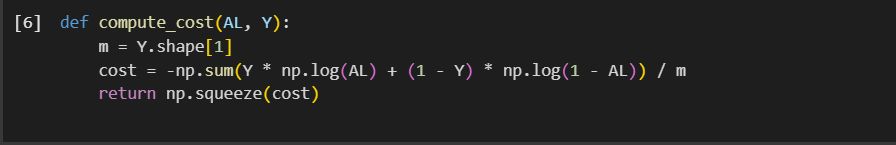 [6] def compute_cost(AL, Y):
    m = Y.shape[1]
    cost = -np.sum(Y * np.log(AL) + (1 - Y) * np.log(1 - AL)) / m
    return np.squeeze(cost)